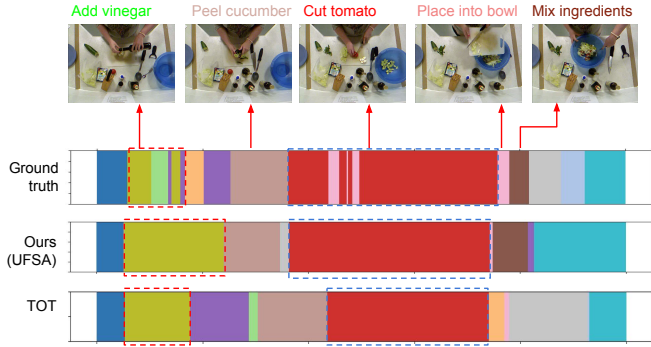 Add vinegar
Peel cucumber
Cut tomato
Place into bowl
Mix ingredients
Ground
truth
Ours
(UFSA)
TOT